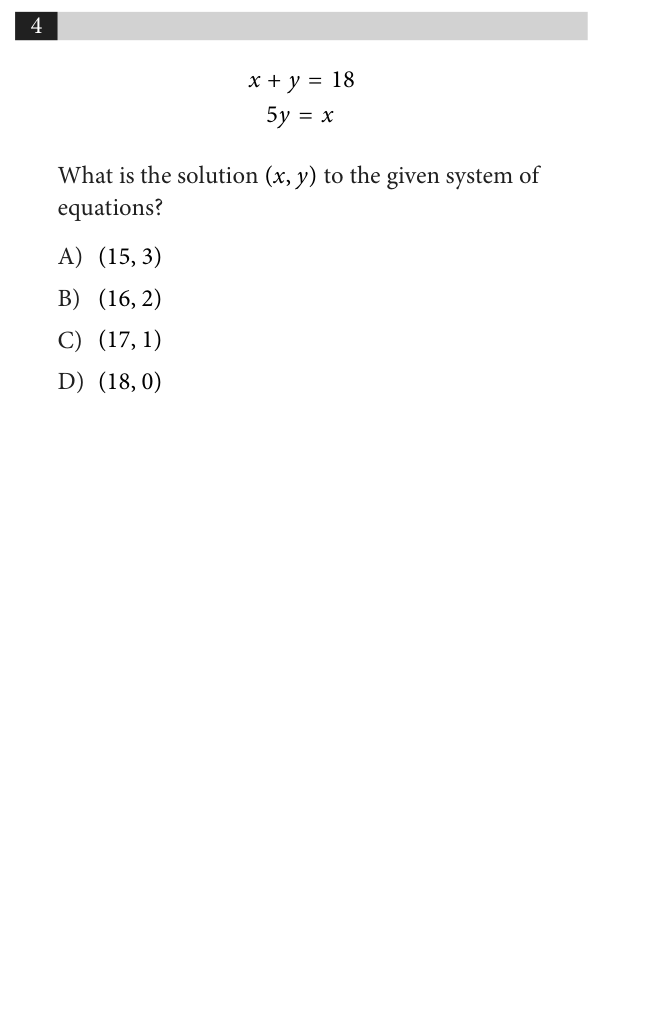 4
x + y = 18
5y = x
What is the solution (x, y) to the given system of
equations?
A) (15, 3)
B) (16, 2)
C) (17, 1)
D) (18, 0)